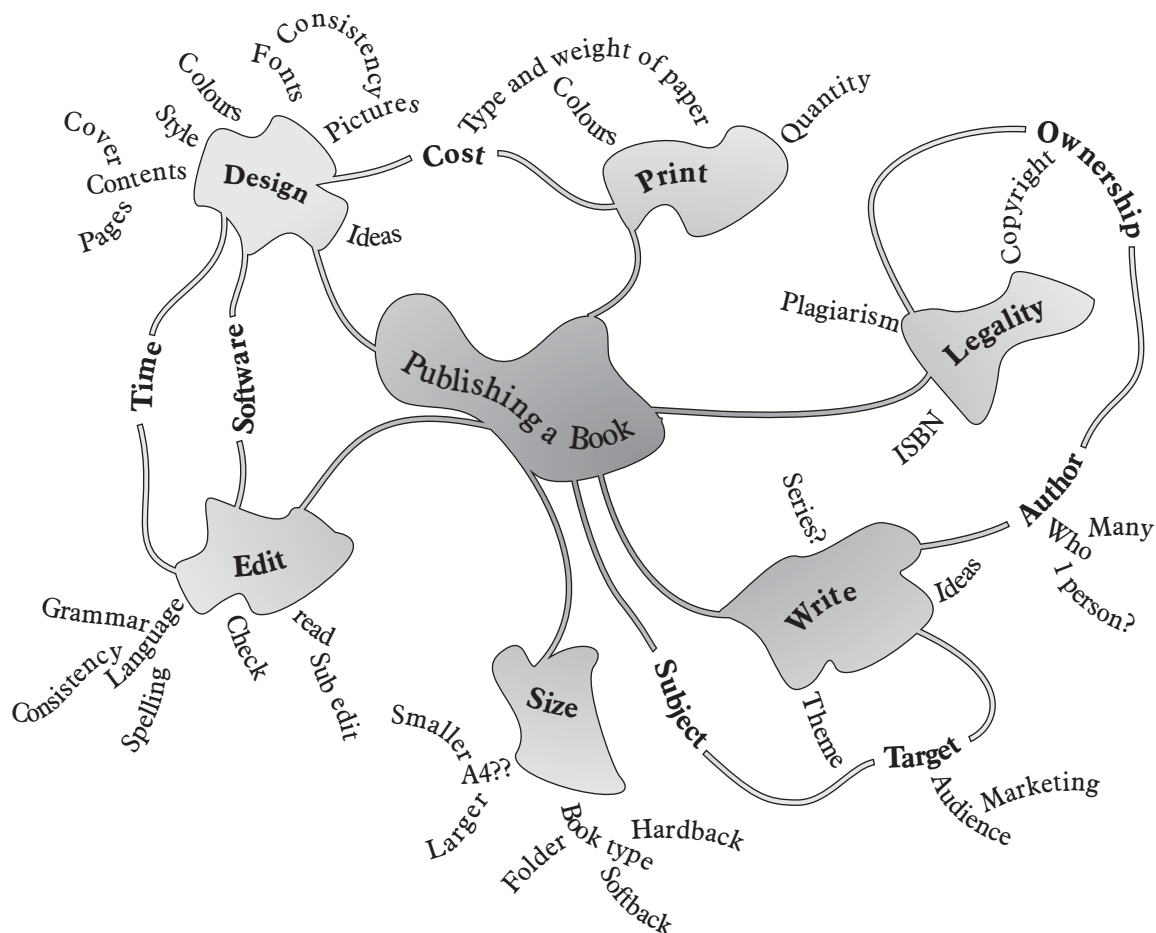 Publishing a Book
Design
Cover
Contents
Pages
Style
Colours
Fonts
Consistency
Pictures
Ideas
Cost
Print
Colours
Type and weight of paper
Quantity
Legality
Plagiarism
Copyright
ISBN
Ownership
Author
Who
Many
1 person?
Write
Series?
Ideas
Theme
Target
Audience
Marketing
Subject
Size
Smaller
A4??
Larger
Book type
Folder
Hardback
Softback
Edit
Grammar
Language
Consistency
Spelling
Check
read
Sub edit
Time
Software